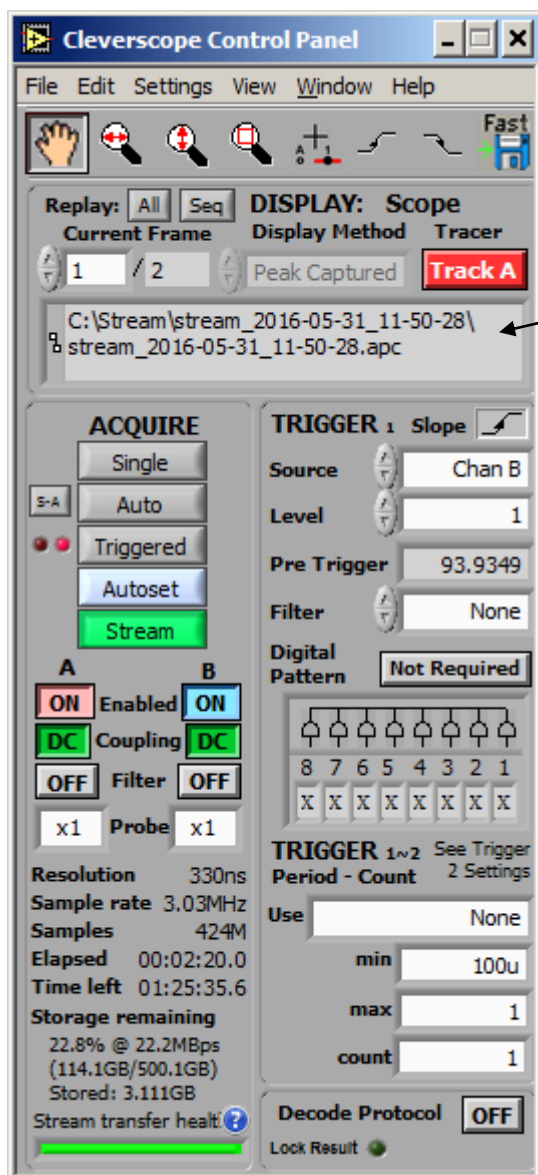 Cleverscope Control Panel
File Edit Settings View Window Help
A 1
0
Fast
Replay: All Seq DISPLAY: Scope
Current Frame Display Method Tracer
1 / 2 Peak Captured Track A
C:\Stream\stream_2016-05-31_11-50-28\
stream_2016-05-31_11-50-28.apc
ACQUIRE
Single
S-A Auto
Triggered
Autoset
Stream
A B
ON Enabled ON
DC Coupling DC
OFF Filter OFF
x1 Probe x1
Resolution 330ns
Sample rate 3.03MHz
Samples 424M
Elapsed 00:02:20.0
Time left 01:25:35.6
Storage remaining
22.8% @ 22.2MBps
(114.1GB/500.1GB)
Stored: 3.111GB
Stream transfer healt ?
TRIGGER 1 Slope
Source Chan B
Level 1
Pre Trigger 93.9349
Filter None
Digital
Pattern Not Required
8 7 6 5 4 3 2 1
X X X X X X X X
TRIGGER 1~2 See Trigger
Period - Count 2 Settings
Use None
min 100u
max 1
count 1
Decode Protocol OFF
Lock Result